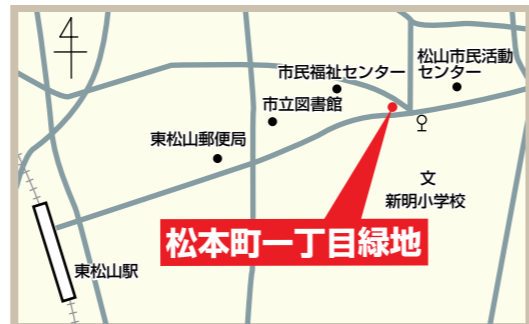 松山市民活動
センター
市民福祉センター
市立図書館
東松山郵便局
文
新明小学校
松本町一丁目緑地
東松山駅